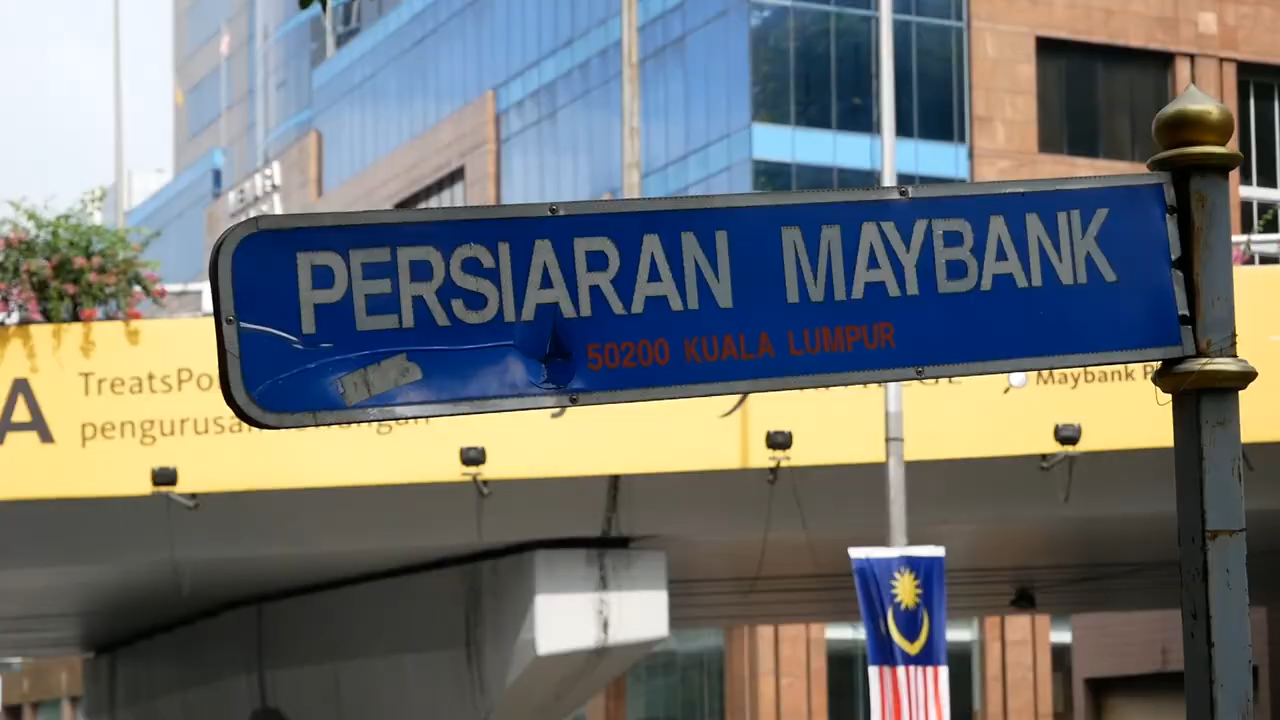 PERSIARAN MAYBANK
50200 KUALA LUMPUR
A
TreatsPo
pengurusan
Maybank P